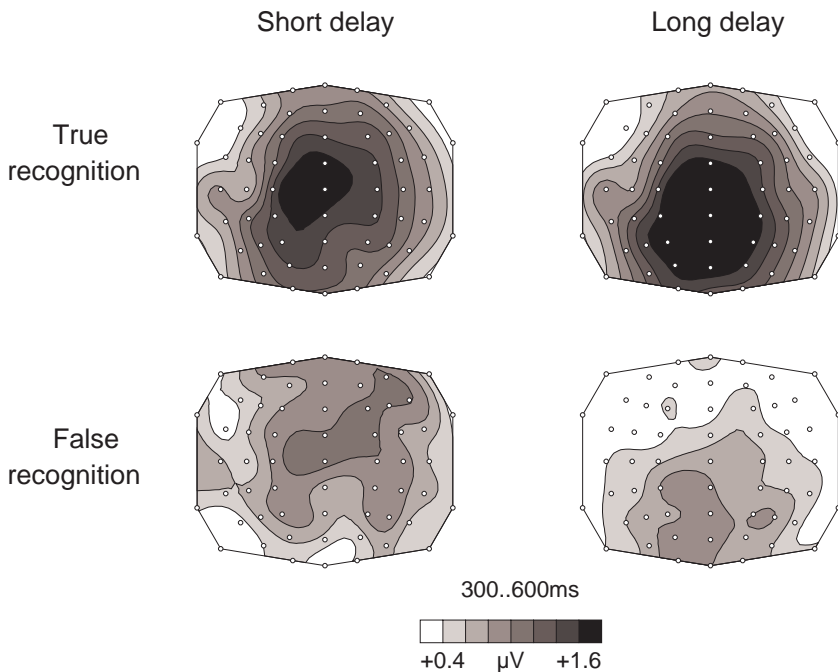 Short delay
Long delay
True
recognition
False
recognition
300..600ms
+0.4 µV +1.6